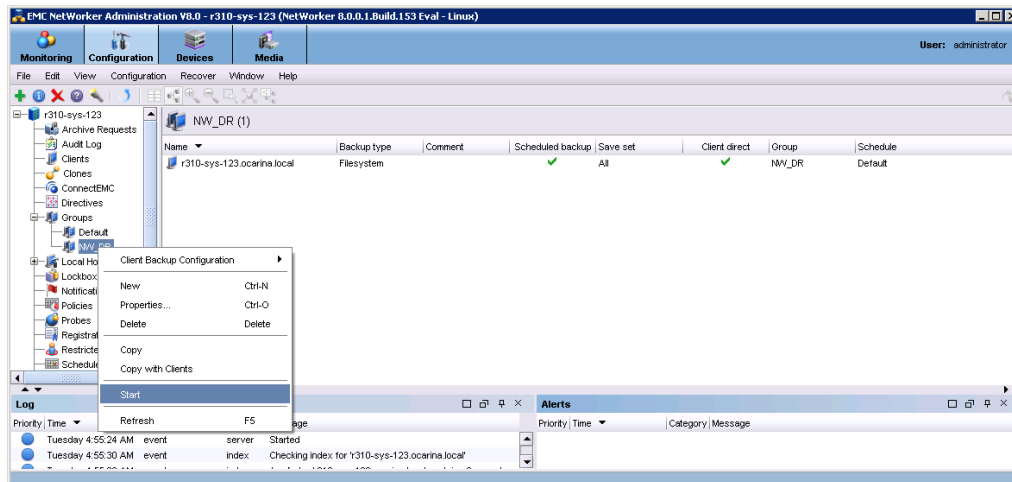 EMC NetWorker Administration V8.0 - r310-sys-123 (NetWorker 8.0.0.1.Build.153 Eval - Linux)
Monitoring Configuration Devices Media
User: administrator
File Edit View Configuration Recover Window Help
r310-sys-123
Archive Requests
Audit Log
Clients
Clones
ConnectEMC
Directives
Groups
Default
NW_DR
Local Ho
Lockbox
Notificati
Policies
Probes
Registrat
Restricte
Schedule
NW_DR (1)
Name Backup type Comment Scheduled backup Save set Client direct Group Schedule
r310-sys-123.ocarina.local Filesystem All NW_DR Default
Client Backup Configuration
New Ctrl-N
Properties... Ctrl-O
Delete Delete
Copy
Copy with Clients
Start
Refresh F5
Log
Priority Time age
Tuesday 4:55:24 AM event server Started
Tuesday 4:55:30 AM event index Checking index for 'r310-sys-123.ocarina.local'
Alerts
Priority Time Category Message